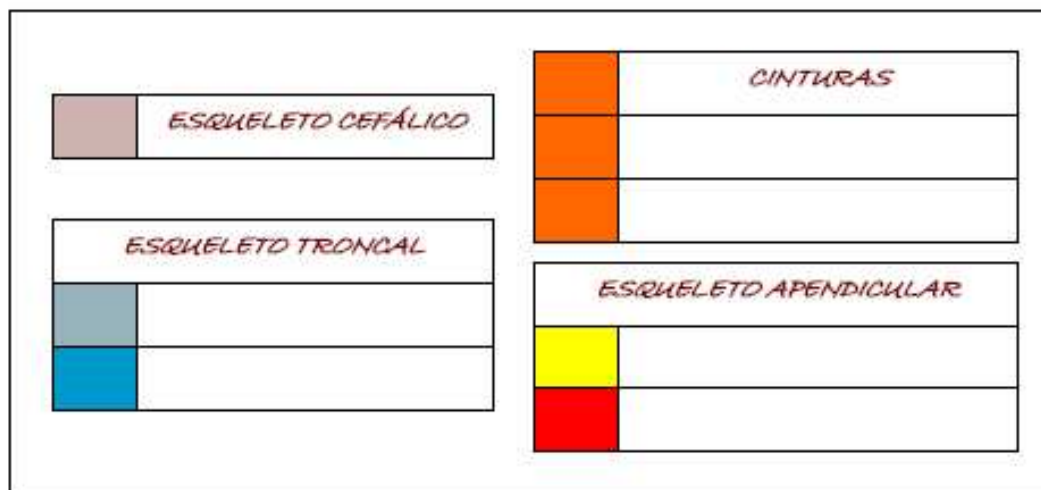 ESQUELETO CEFÁLICO
ESQUELETO TRONCAL
CINTURAS
ESQUELETO APENDICULAR